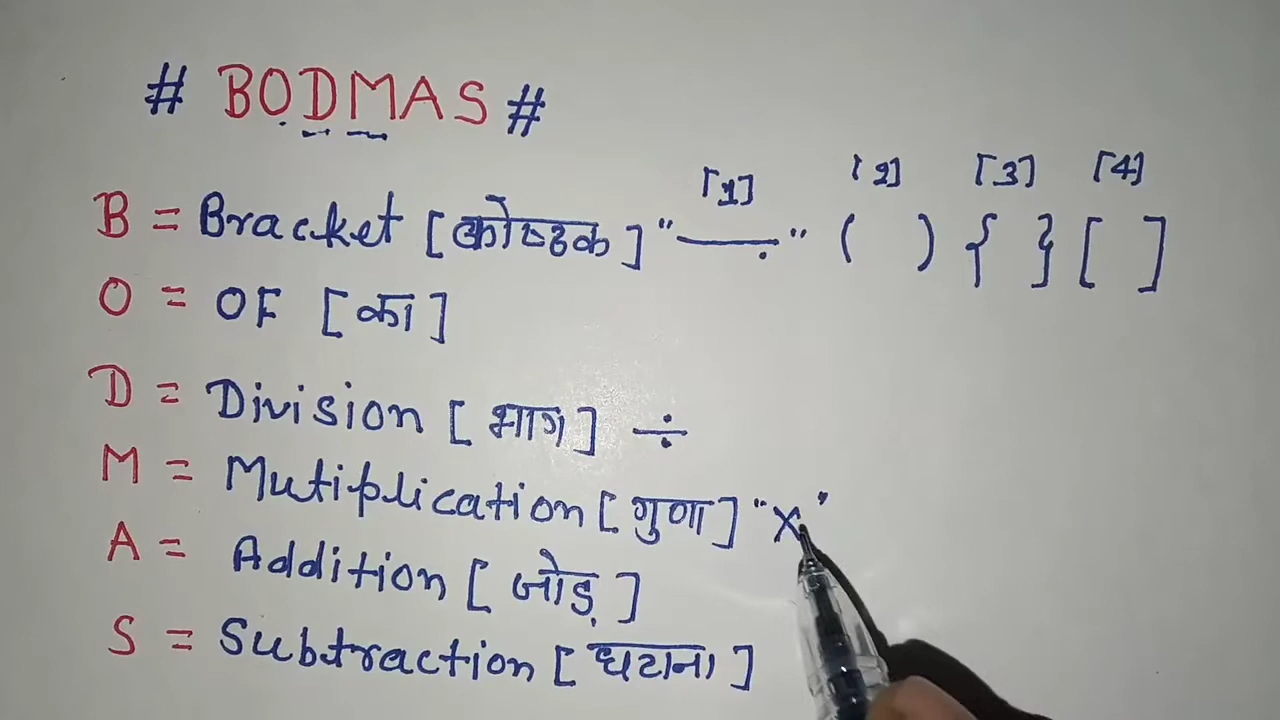 # BODMAS #
[1] [2] [3] [4]
B = Bracket [कोष्ठक] "—" ( ) { } [ ]
O = OF [का]
D = Division [भाग] ÷
M = Mutiplication [गुणा] "x"
A = Addition [जोड़]
S = Subtraction [घटाना]